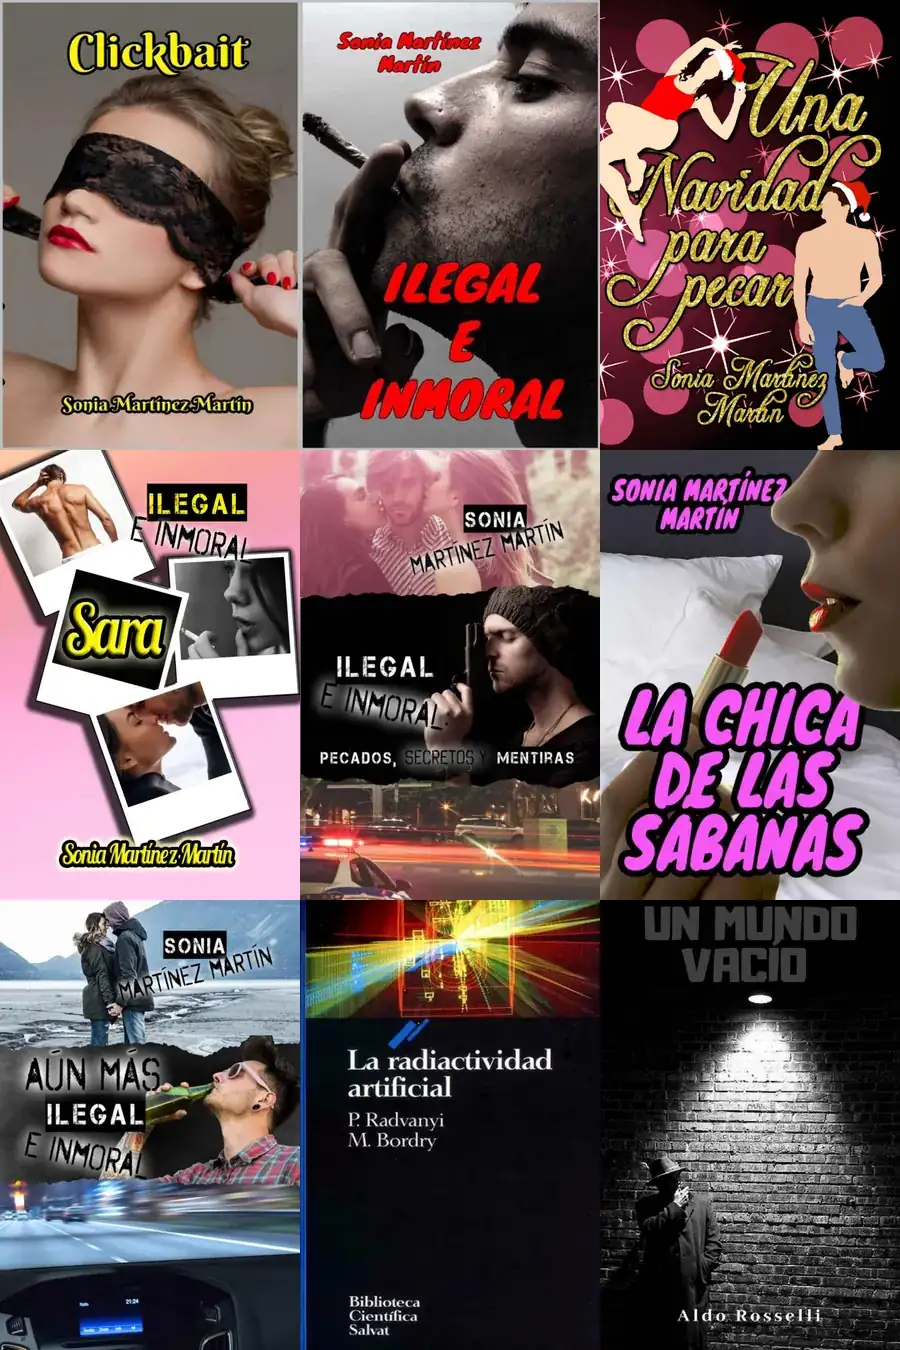 Clickbait
Sonia Martínez Martín
Sonia Martínez
Martín
ILEGAL
E
INMORAL
Una
Navidad
para
pecar
Sonia Martínez
Martín
ILEGAL
E INMORAL
Sara
Sonia Martínez Martín
SONIA
MARTÍNEZ MARTÍN
ILEGAL
E INMORAL:
PECADOS, SECRETOS Y MENTIRAS
SONIA MARTÍNEZ
MARTÍN
LA CHICA
DE LAS
SABANAS
SONIA
MARTÍNEZ MARTÍN
AÚN MÁS
ILEGAL
E INMORAL
21:24
La radiactividad
artificial
P. Radvanyi
M. Bordry
Biblioteca
Científica
Salvat
UN MUNDO
VACÍO
Aldo Rosselli